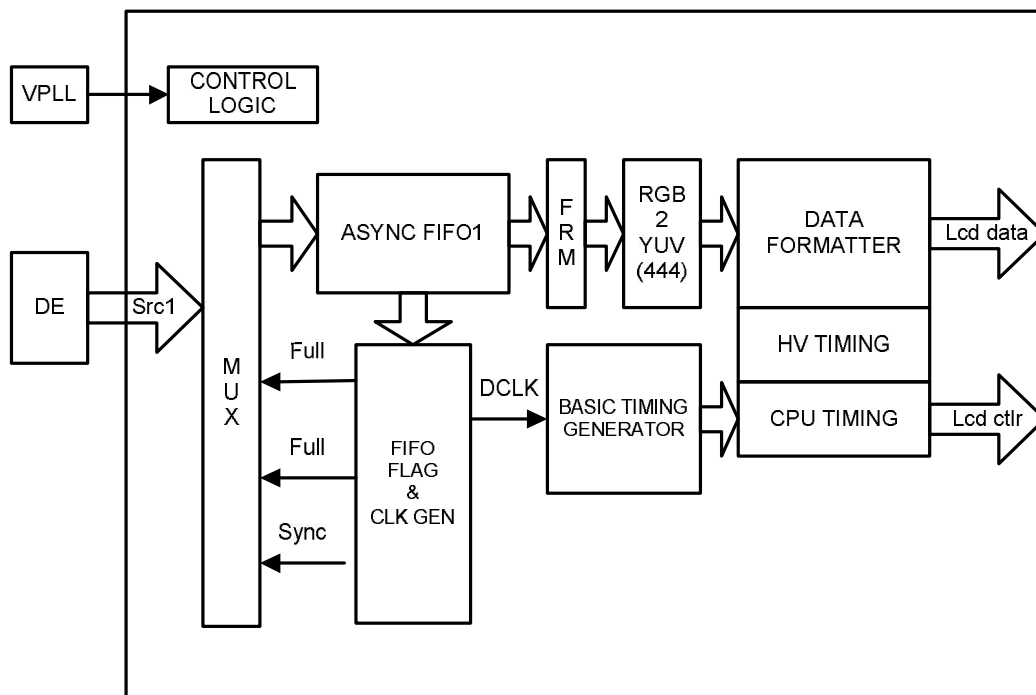 VPLL
CONTROL
LOGIC
DE
Src1
M
U
X
ASYNC FIFO1
F
R
M
RGB
2
YUV
(444)
DATA
FORMATTER
Lcd data
HV TIMING
CPU TIMING
Lcd ctlr
Full
Full
Sync
FIFO
FLAG
&
CLK GEN
DCLK
BASIC TIMING
GENERATOR